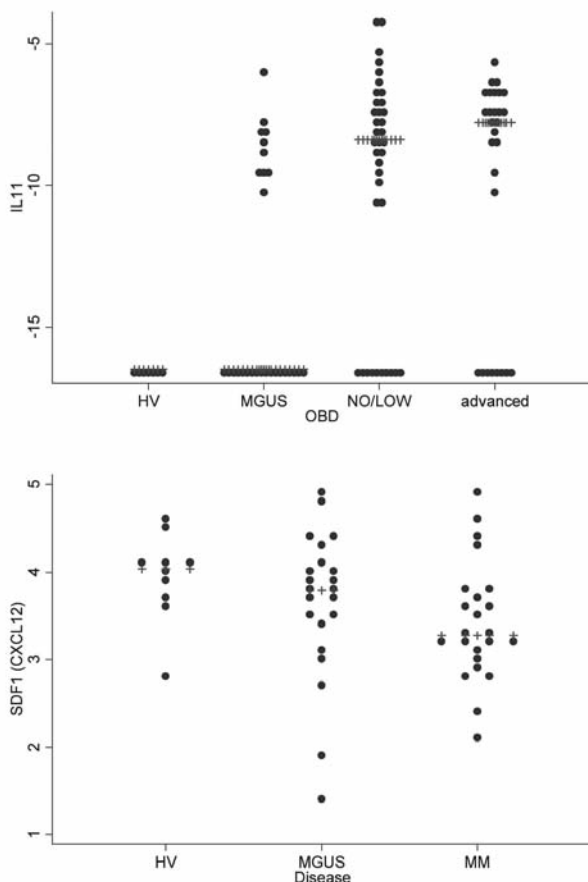 -5
-10
-15
IL11
HV MGUS NO/LOW advanced
OBD
5
4
3
2
1
SDF1 (CXCL12)
HV MGUS MM
Disease